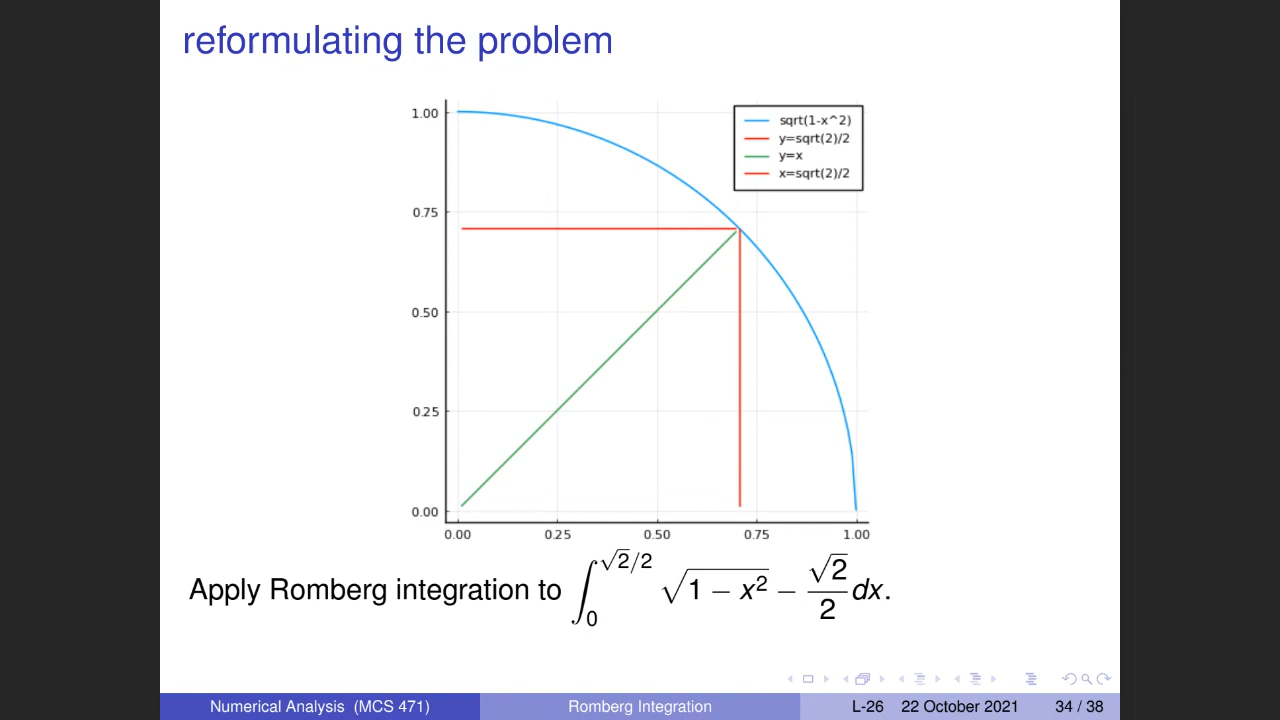 reformulating the problem
1.00
0.75
0.50
0.25
0.00
0.00 0.25 0.50 0.75 1.00
sqrt(1-x^2)
y=sqrt(2)/2
y=x
x=sqrt(2)/2
Apply Romberg integration to ∫₀^{√2/2} √(1 − x²) − √2/2 dx.
Numerical Analysis (MCS 471) Romberg Integration L-26 22 October 2021 34 / 38